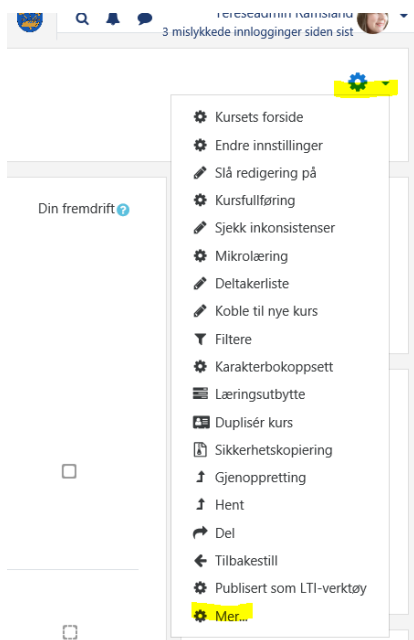 Tereseadmin Ramsland
3 mislykkede innlogginger siden sist
Kursets forside
Endre innstillinger
Slå redigering på
Din fremdrift
Kursfullføring
Sjekk inkonsistenser
Mikrolæring
Deltakerliste
Koble til nye kurs
Filtere
Karakterbokoppsett
Læringsutbytte
Duplisér kurs
Sikkerhetskopiering
Gjenoppretting
Hent
Del
Tilbakestill
Publisert som LTI-verktøy
Mer...